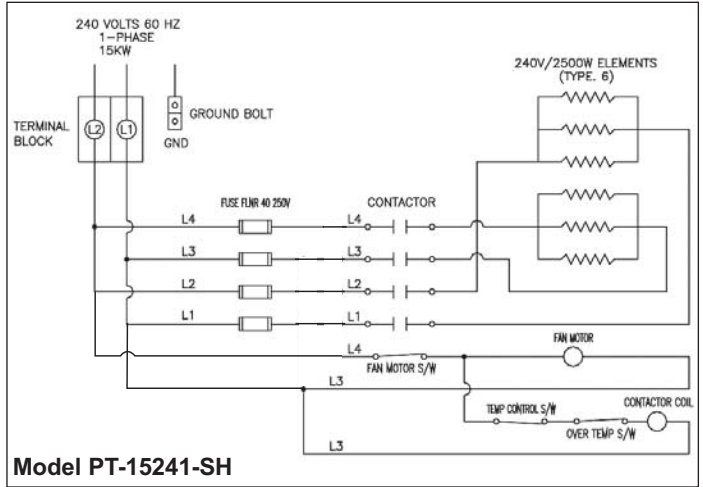 240 VOLTS 60 HZ
1-PHASE
15KW
240V/2500W ELEMENTS
(TYPE. 6)
TERMINAL
BLOCK
L2
L1
GROUND BOLT
GND
FUSE FLNR 40 250V
CONTACTOR
L4
L4
L3
L3
L2
L2
L1
L1
L4
FAN MOTOR S/W
FAN MOTOR
L3
TEMP CONTROL S/W
OVER TEMP S/W
CONTACTOR COIL
L3
Model PT-15241-SH